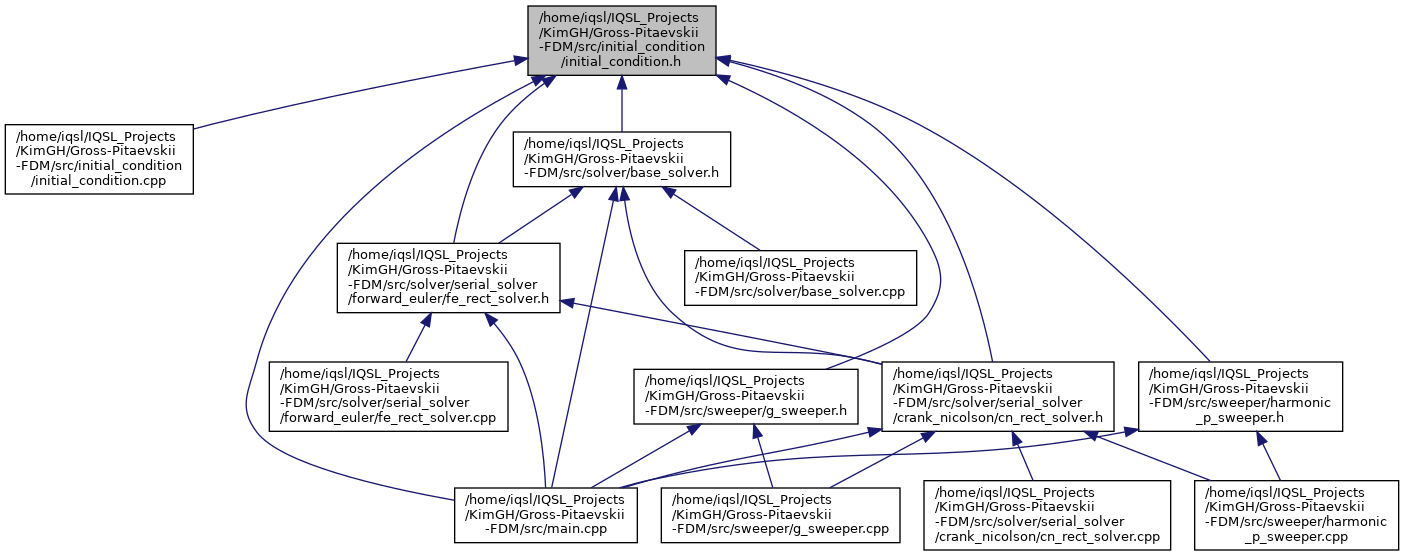 /home/iqsl/IQSL_Projects
/KimGH/Gross-Pitaevskii
-FDM/src/initial_condition
/initial_condition.h
/home/iqsl/IQSL_Projects
/KimGH/Gross-Pitaevskii
-FDM/src/initial_condition
/initial_condition.cpp
/home/iqsl/IQSL_Projects
/KimGH/Gross-Pitaevskii
-FDM/src/solver/base_solver.h
/home/iqsl/IQSL_Projects
/KimGH/Gross-Pitaevskii
-FDM/src/solver/serial_solver
/forward_euler/fe_rect_solver.h
/home/iqsl/IQSL_Projects
/KimGH/Gross-Pitaevskii
-FDM/src/solver/base_solver.cpp
/home/iqsl/IQSL_Projects
/KimGH/Gross-Pitaevskii
-FDM/src/solver/serial_solver
/forward_euler/fe_rect_solver.cpp
/home/iqsl/IQSL_Projects
/KimGH/Gross-Pitaevskii
-FDM/src/sweeper/g_sweeper.h
/home/iqsl/IQSL_Projects
/KimGH/Gross-Pitaevskii
-FDM/src/solver/serial_solver
/crank_nicolson/cn_rect_solver.h
/home/iqsl/IQSL_Projects
/KimGH/Gross-Pitaevskii
-FDM/src/sweeper/harmonic
_p_sweeper.h
/home/iqsl/IQSL_Projects
/KimGH/Gross-Pitaevskii
-FDM/src/main.cpp
/home/iqsl/IQSL_Projects
/KimGH/Gross-Pitaevskii
-FDM/src/sweeper/g_sweeper.cpp
/home/iqsl/IQSL_Projects
/KimGH/Gross-Pitaevskii
-FDM/src/solver/serial_solver
/crank_nicolson/cn_rect_solver.cpp
/home/iqsl/IQSL_Projects
/KimGH/Gross-Pitaevskii
-FDM/src/sweeper/harmonic
_p_sweeper.cpp